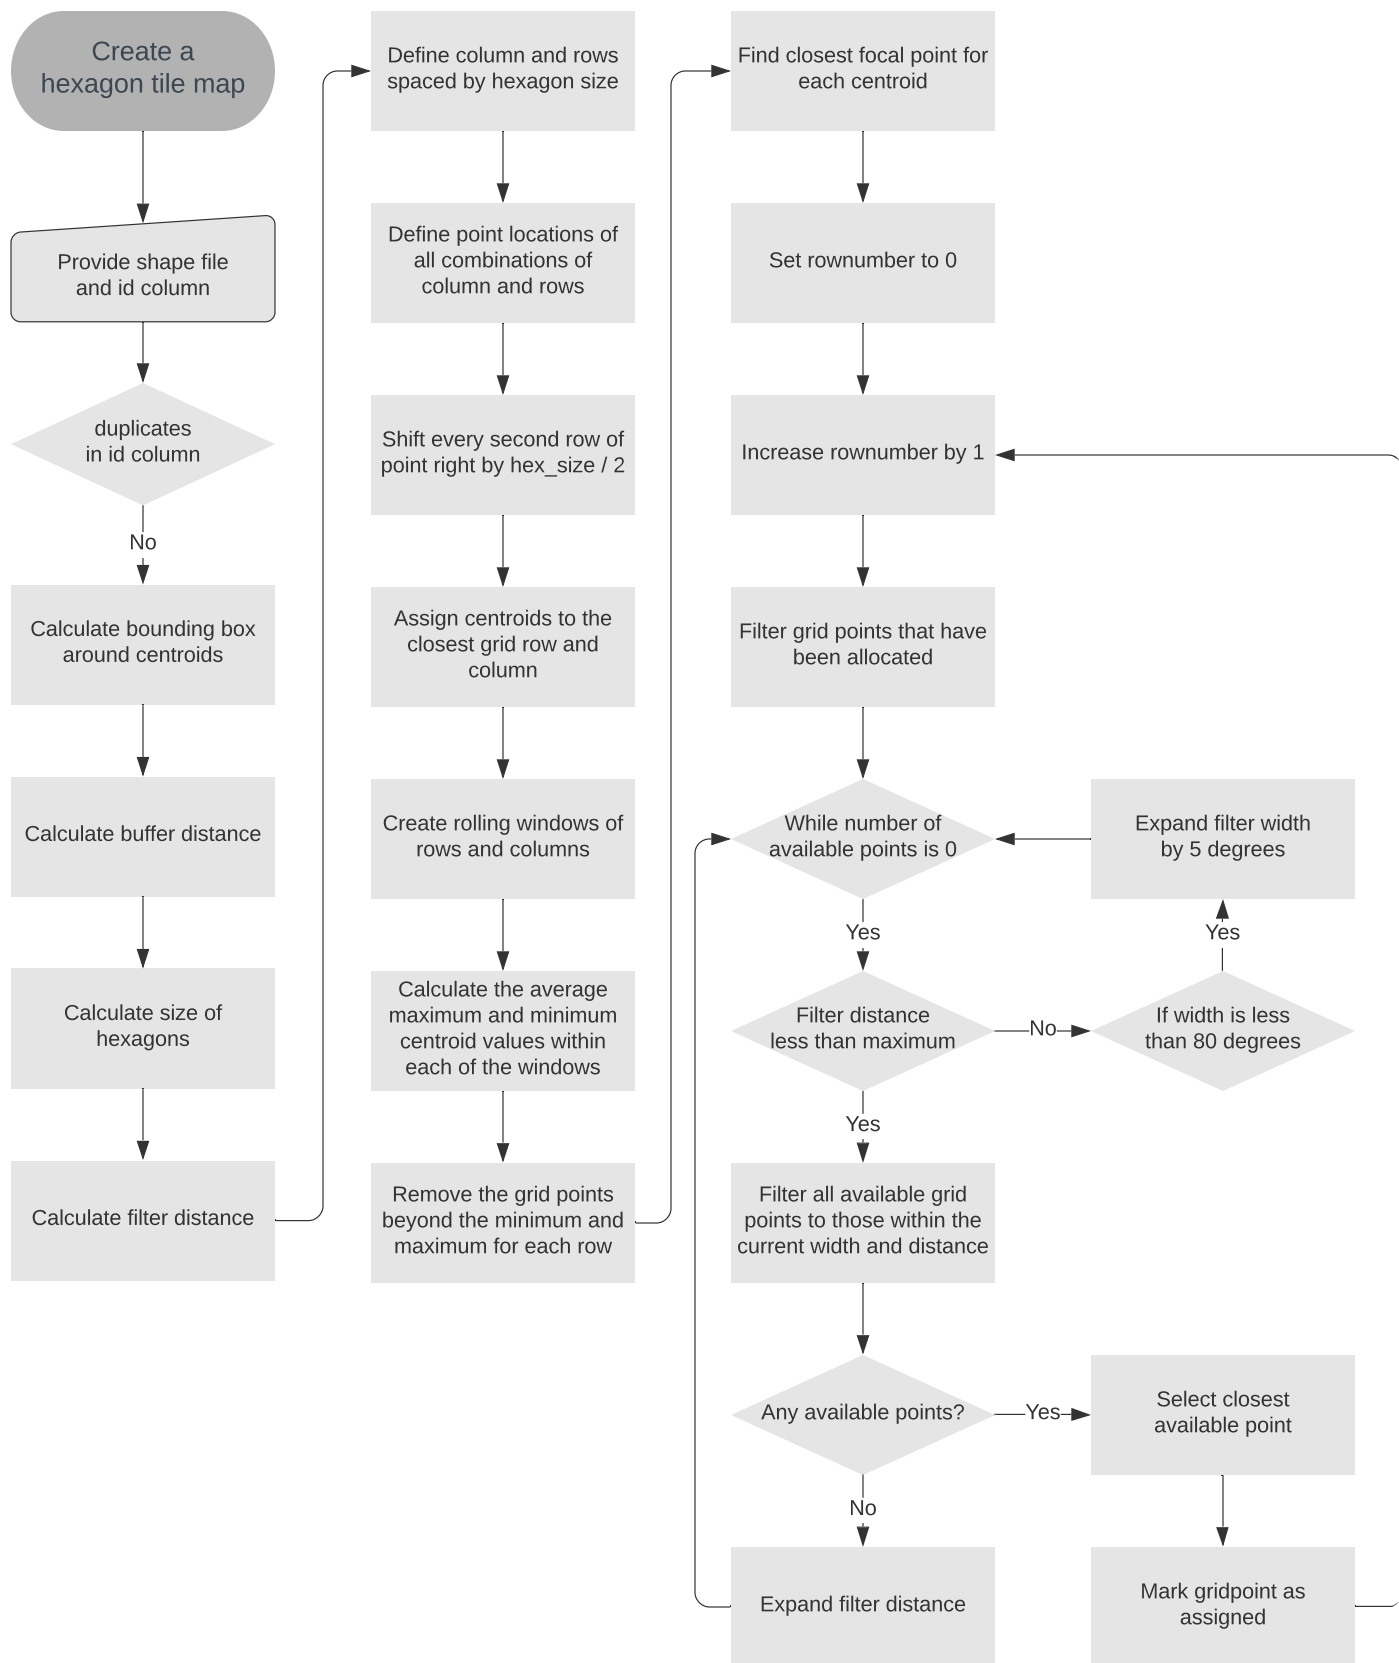 Create a
hexagon tile map
Provide shape file
and id column
duplicates
in id column
No
Calculate bounding box
around centroids
Calculate buffer distance
Calculate size of
hexagons
Calculate filter distance
Define column and rows
spaced by hexagon size
Define point locations of
all combinations of
column and rows
Shift every second row of
point right by hex_size / 2
Assign centroids to the
closest grid row and
column
Create rolling windows of
rows and columns
Calculate the average
maximum and minimum
centroid values within
each of the windows
Remove the grid points
beyond the minimum and
maximum for each row
Find closest focal point for
each centroid
Set rownumber to 0
Increase rownumber by 1
Filter grid points that have
been allocated
While number of
available points is 0
Yes
Filter distance
less than maximum
No
If width is less
than 80 degrees
Yes
Expand filter width
by 5 degrees
Yes
Filter all available grid
points to those within the
current width and distance
Any available points?
Yes
Select closest
available point
No
Expand filter distance
Mark gridpoint as
assigned